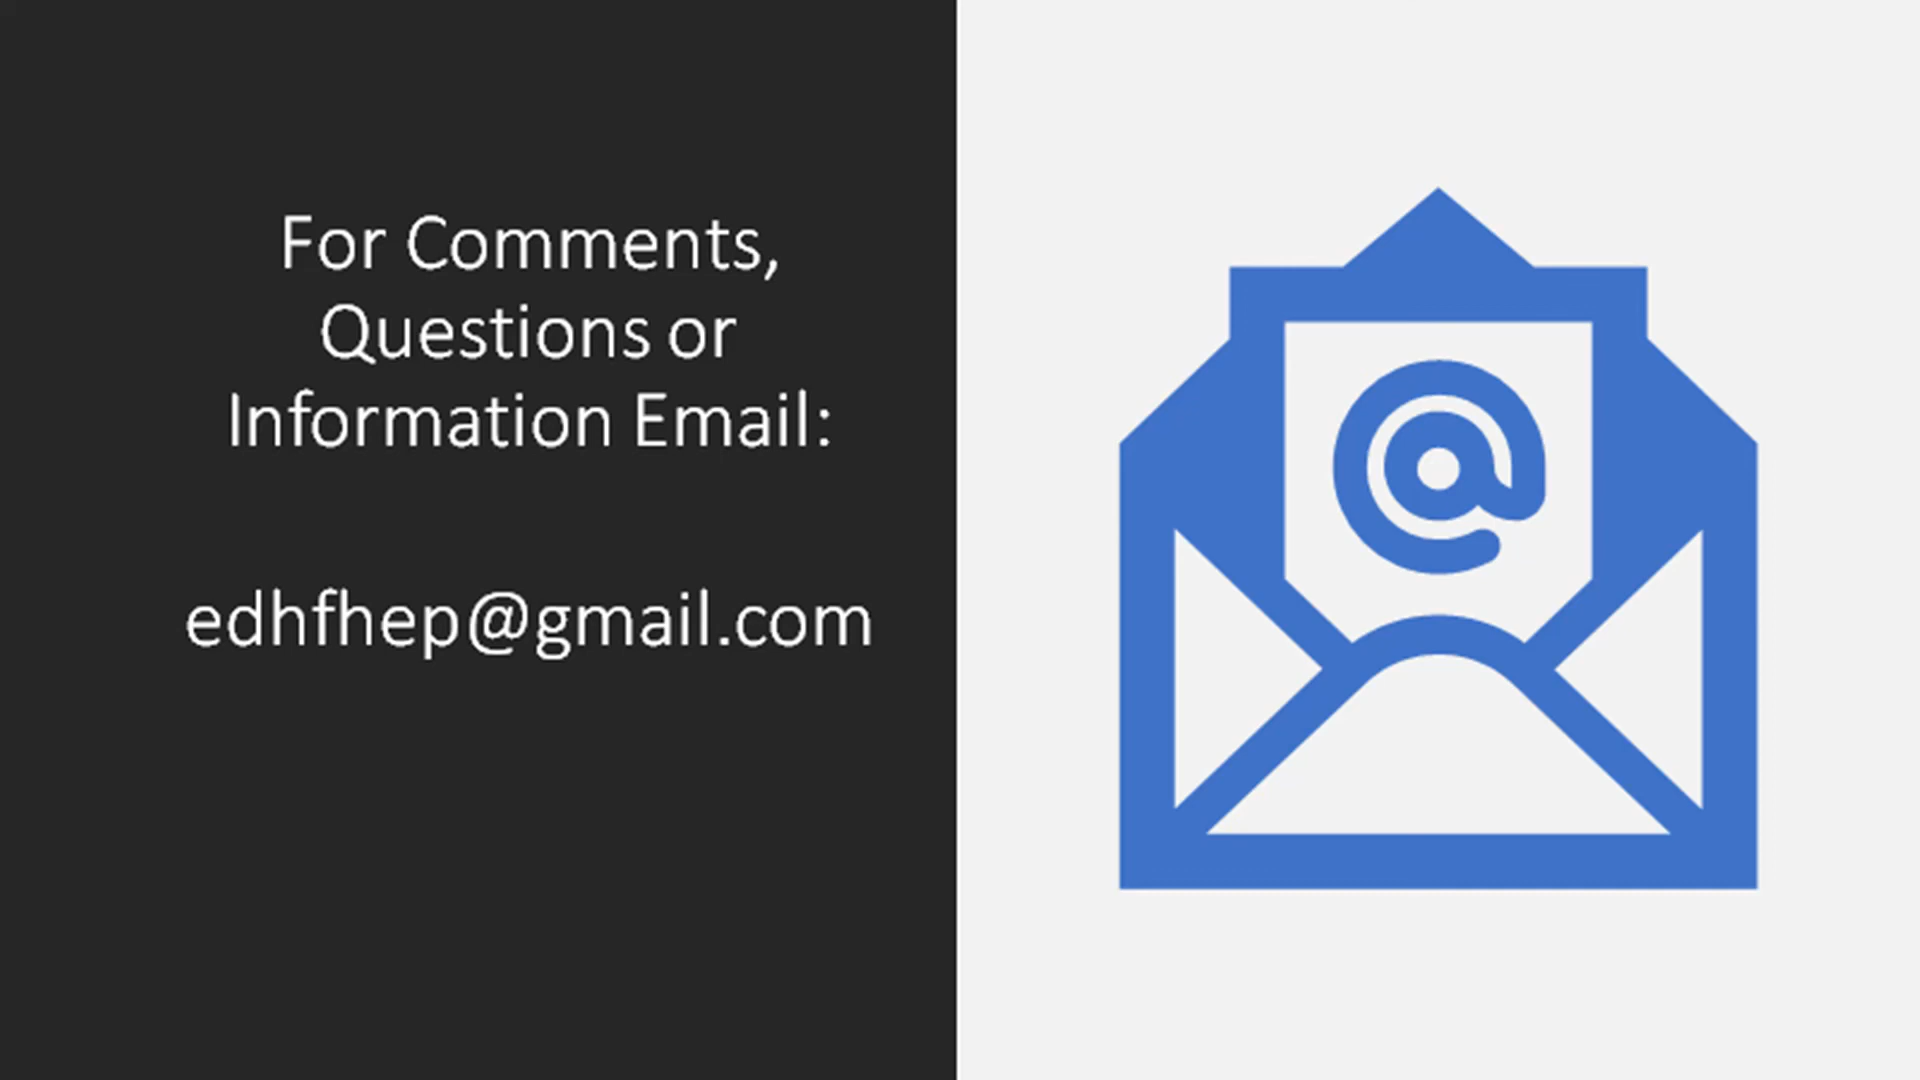 For Comments,
Questions or
Information Email:
edhfhep@gmail.com